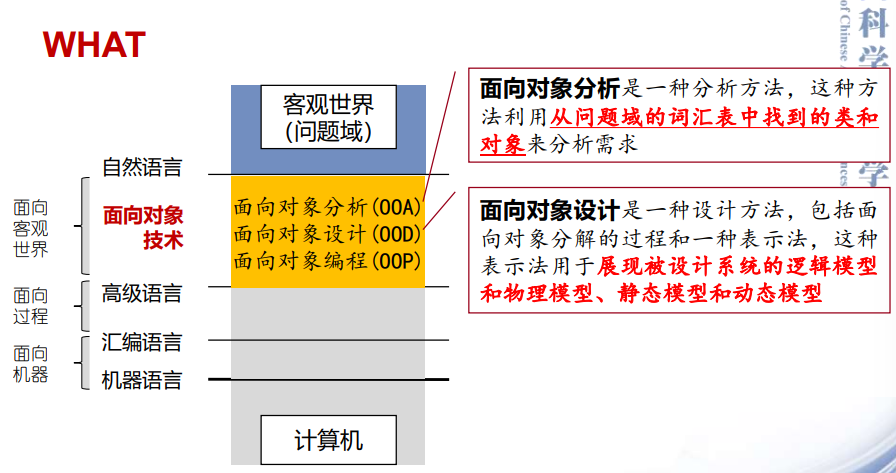 WHAT
客观世界
(问题域)
自然语言
面向
客观
世界
面向对象
技术
面向对象分析(OOA)
面向对象设计(OOD)
面向对象编程(OOP)
面向
过程
高级语言
面向
机器
汇编语言
机器语言
计算机
面向对象分析是一种分析方法，这种方
法利用从问题域的词汇表中找到的类和
对象来分析需求
面向对象设计是一种设计方法，包括面
向对象分解的过程和一种表示法，这种
表示法用于展现被设计系统的逻辑模型
和物理模型、静态模型和动态模型
科学
of Chinese
学
nces